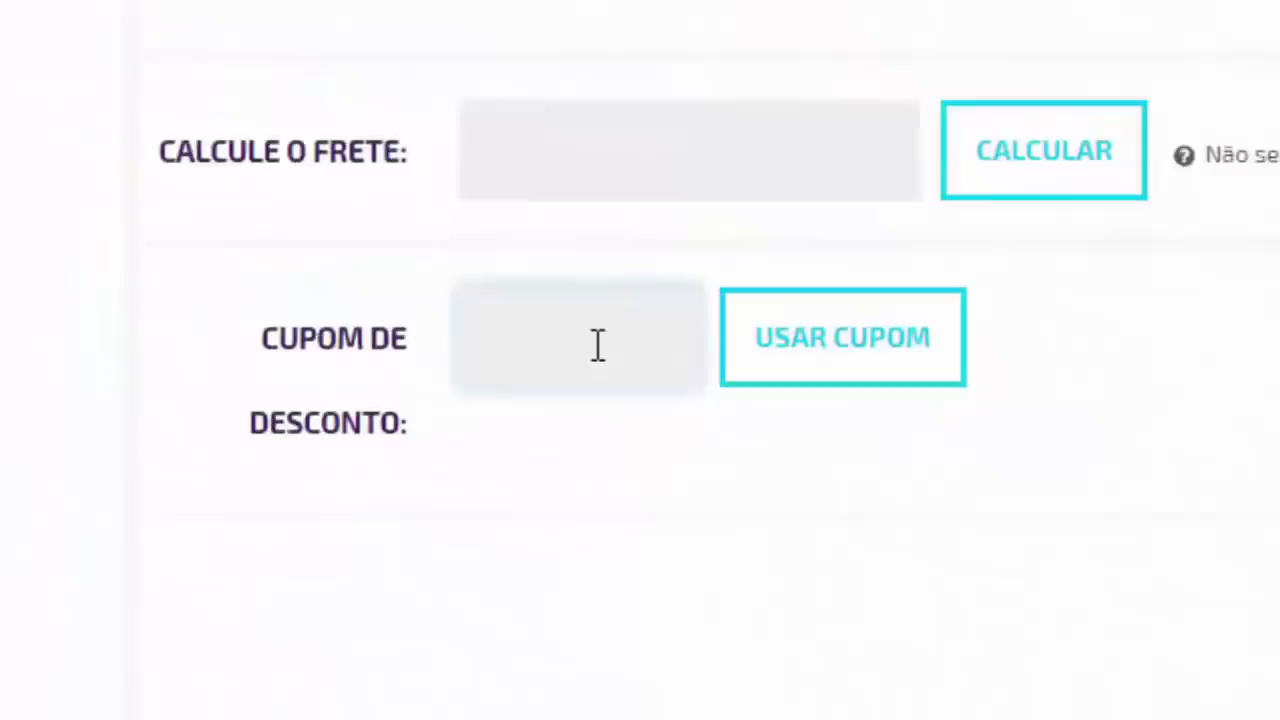 CALCULE O FRETE:
CALCULAR
Não se
CUPOM DE
DESCONTO:
USAR CUPOM